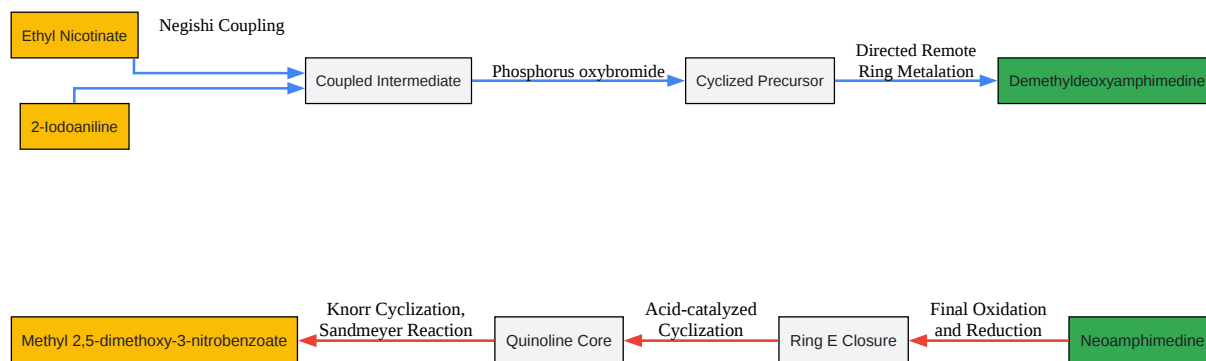 Ethyl Nicotinate
Negishi Coupling
2-Iodoaniline
Coupled Intermediate
Phosphorus oxybromide
Cyclized Precursor
Directed Remote
Ring Metalation
Demethyldeoxyamphimedine
Methyl 2,5-dimethoxy-3-nitrobenzoate
Knorr Cyclization,
Sandmeyer Reaction
Quinoline Core
Acid-catalyzed
Cyclization
Ring E Closure
Final Oxidation
and Reduction
Neoamphimedine